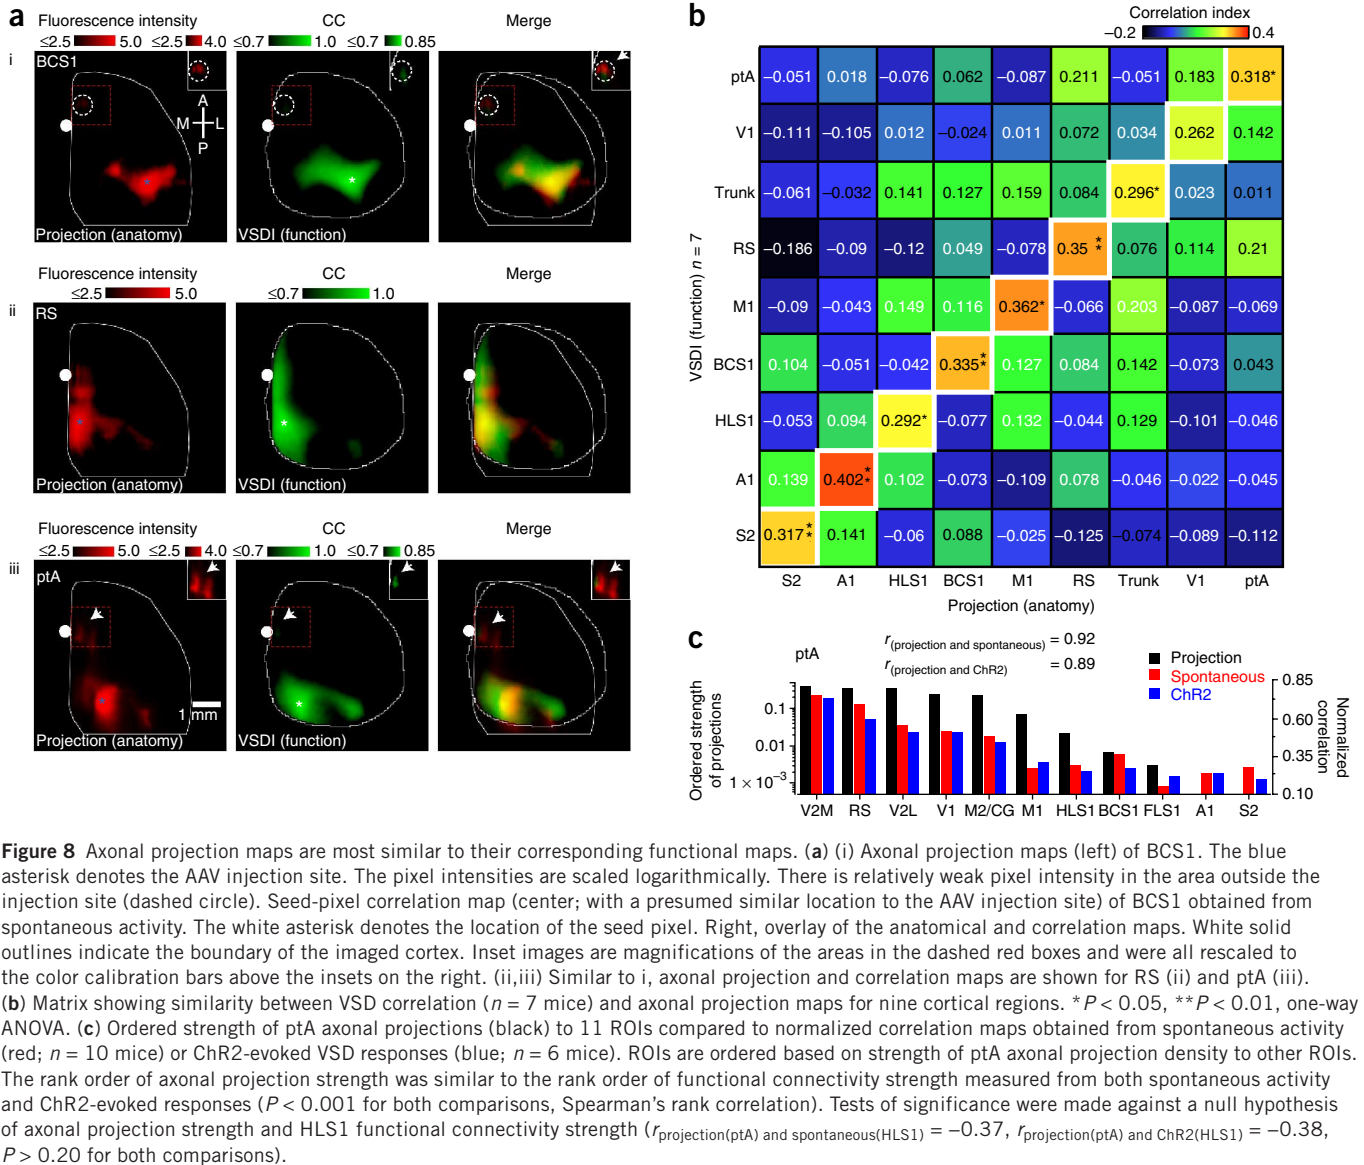 a
Fluorescence intensity CC Merge
≤2.5 5.0 ≤2.5 4.0 ≤0.7 1.0 ≤0.7 0.85
i
BCS1
A
M L
P
Projection (anatomy) VSDI (function)
Fluorescence intensity CC Merge
≤2.5 5.0 ≤0.7 1.0
ii
RS
Projection (anatomy) VSDI (function)
Fluorescence intensity CC Merge
≤2.5 5.0 ≤2.5 4.0 ≤0.7 1.0 ≤0.7 0.85
iii
ptA
1 mm
Projection (anatomy) VSDI (function)
b
Correlation index
−0.2 0.4
VSDI (function) n = 7
ptA −0.051 0.018 −0.076 0.062 −0.087 0.211 −0.051 0.183 0.318*
V1 −0.111 −0.105 0.012 −0.024 0.011 0.072 0.034 0.262 0.142
Trunk −0.061 −0.032 0.141 0.127 0.159 0.084 0.296* 0.023 0.011
RS −0.186 −0.09 −0.12 0.049 −0.078 0.35** 0.076 0.114 0.21
M1 −0.09 −0.043 0.149 0.116 0.362* −0.066 0.203 −0.087 −0.069
BCS1 0.104 −0.051 −0.042 0.335** 0.127 0.084 0.142 −0.073 0.043
HLS1 −0.053 0.094 0.292* −0.077 0.132 −0.044 0.129 −0.101 −0.046
A1 0.139 0.402** 0.102 −0.073 −0.109 0.078 −0.046 −0.022 −0.045
S2 0.317** 0.141 −0.06 0.088 −0.025 −0.125 −0.074 −0.089 −0.112
S2 A1 HLS1 BCS1 M1 RS Trunk V1 ptA
Projection (anatomy)
c
ptA
r(projection and spontaneous) = 0.92
r(projection and ChR2) = 0.89
Projection
Spontaneous
ChR2
Ordered strength
of projections
0.1
0.01
1 × 10−3
0.85
0.60
0.35
0.10
Normalized
correlation
V2M RS V2L V1 M2/CG M1 HLS1 BCS1 FLS1 A1 S2
Figure 8 Axonal projection maps are most similar to their corresponding functional maps. (a) (i) Axonal projection maps (left) of BCS1. The blue
asterisk denotes the AAV injection site. The pixel intensities are scaled logarithmically. There is relatively weak pixel intensity in the area outside the
injection site (dashed circle). Seed-pixel correlation map (center; with a presumed similar location to the AAV injection site) of BCS1 obtained from
spontaneous activity. The white asterisk denotes the location of the seed pixel. Right, overlay of the anatomical and correlation maps. White solid
outlines indicate the boundary of the imaged cortex. Inset images are magnifications of the areas in the dashed red boxes and were all rescaled to
the color calibration bars above the insets on the right. (ii,iii) Similar to i, axonal projection and correlation maps are shown for RS (ii) and ptA (iii).
(b) Matrix showing similarity between VSD correlation (n = 7 mice) and axonal projection maps for nine cortical regions. *P < 0.05, **P < 0.01, one-way
ANOVA. (c) Ordered strength of ptA axonal projections (black) to 11 ROIs compared to normalized correlation maps obtained from spontaneous activity
(red; n = 10 mice) or ChR2-evoked VSD responses (blue; n = 6 mice). ROIs are ordered based on strength of ptA axonal projection density to other ROIs.
The rank order of axonal projection strength was similar to the rank order of functional connectivity strength measured from both spontaneous activity
and ChR2-evoked responses (P < 0.001 for both comparisons, Spearman's rank correlation). Tests of significance were made against a null hypothesis
of axonal projection strength and HLS1 functional connectivity strength (rprojection(ptA) and spontaneous(HLS1) = −0.37, rprojection(ptA) and ChR2(HLS1) = −0.38,
P > 0.20 for both comparisons).